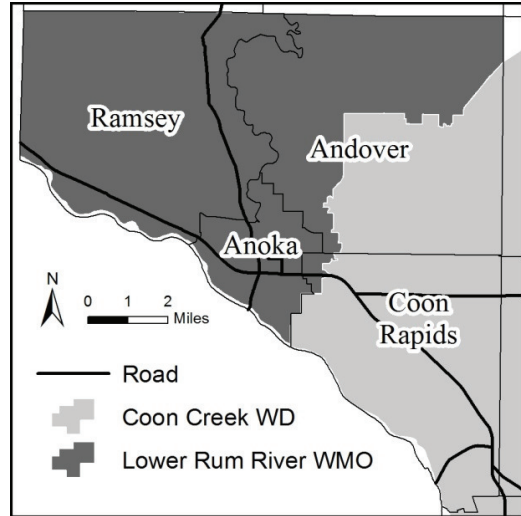 Ramsey
Andover
Anoka
Coon
Rapids
N
0 1 2
Miles
Road
Coon Creek WD
Lower Rum River WMO